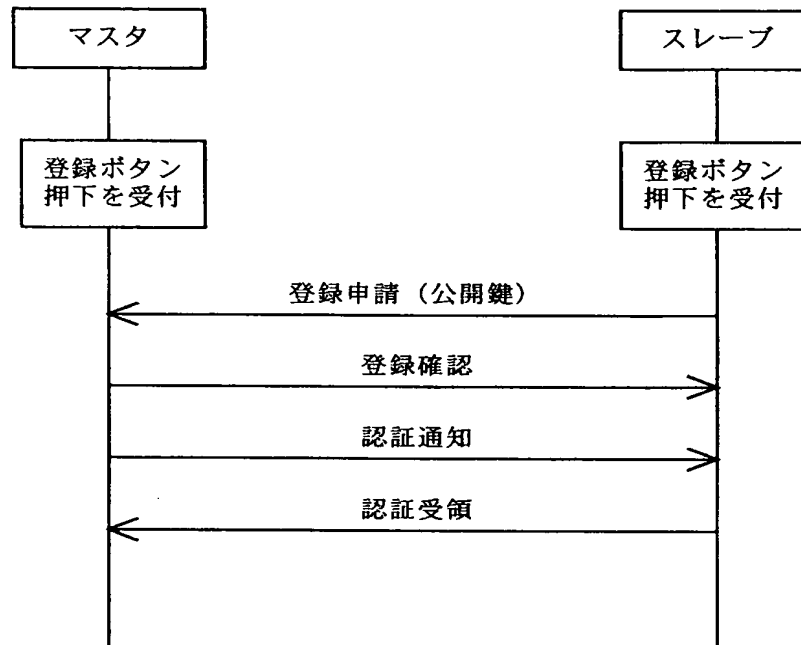 マスタ
スレーブ
登録ボタン
押下を受付
登録ボタン
押下を受付
登録申請（公開鍵）
登録確認
認証通知
認証受領